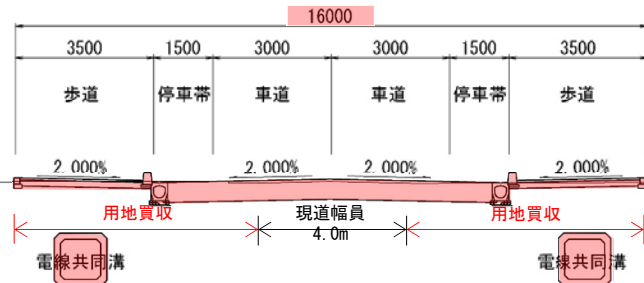 16000
3500 1500 3000 3000 1500 3500
歩道 停車帯 車道 車道 停車帯 歩道
2.000% 2.000% 2.000% 2.000%
用地買収 現道幅員 用地買収
4.0m
電線共同溝 電線共同溝